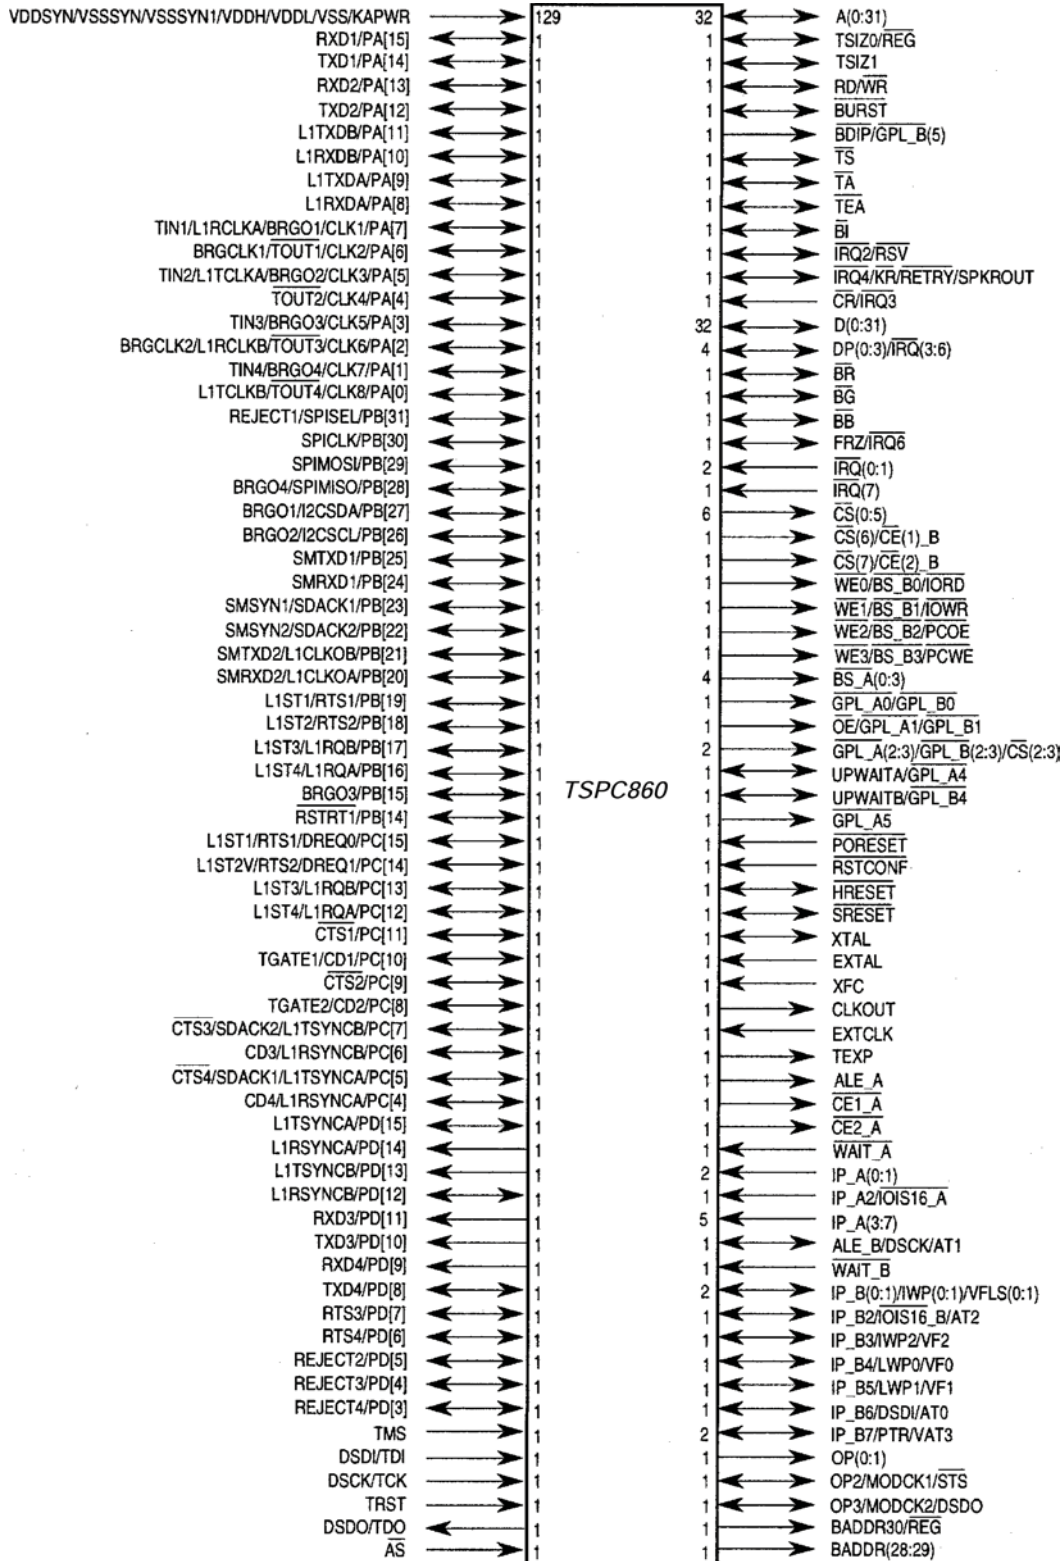 VDDSYN/VSSSYN/VSSSYN1/VDDH/VDDL/VSS/KAPWR 129 32 A(0:31)
RXD1/PA[15] 1 1 TSIZ0/REG
TXD1/PA[14] 1 1 TSIZ1
RXD2/PA[13] 1 1 RD/WR
TXD2/PA[12] 1 1 BURST
L1TXDB/PA[11] 1 1 BDIP/GPL_B(5)
L1RXDB/PA[10] 1 1 TS
L1TXDA/PA[9] 1 1 TA
L1RXDA/PA[8] 1 1 TEA
TIN1/L1RCLKA/BRGO1/CLK1/PA[7] 1 1 BI
BRGCLK1/TOUT1/CLK2/PA[6] 1 1 IRQ2/RSV
TIN2/L1TCLKA/BRGO2/CLK3/PA[5] 1 1 IRQ4/KR/RETRY/SPKROUT
TOUT2/CLK4/PA[4] 1 1 CR/IRQ3
TIN3/BRGO3/CLK5/PA[3] 1 32 D(0:31)
BRGCLK2/L1RCLKB/TOUT3/CLK6/PA[2] 1 4 DP(0:3)/IRQ(3:6)
TIN4/BRGO4/CLK7/PA[1] 1 1 BR
L1TCLKB/TOUT4/CLK8/PA[0] 1 1 BG
REJECT1/SPISEL/PB[31] 1 1 BB
SPICLK/PB[30] 1 1 FRZ/IRQ6
SPIMOSI/PB[29] 1 2 IRQ(0:1)
BRGO4/SPIMISO/PB[28] 1 1 IRQ(7)
BRGO1/I2CSDA/PB[27] 1 6 CS(0:5)
BRGO2/I2CSCL/PB[26] 1 1 CS(6)/CE(1)_B
SMTXD1/PB[25] 1 1 CS(7)/CE(2)_B
SMRXD1/PB[24] 1 1 WE0/BS_B0/IORD
SMSYN1/SDACK1/PB[23] 1 1 WE1/BS_B1/IOWR
SMSYN2/SDACK2/PB[22] 1 1 WE2/BS_B2/PCOE
SMTXD2/L1CLKOB/PB[21] 1 1 WE3/BS_B3/PCWE
SMRXD2/L1CLKOA/PB[20] 1 4 BS_A(0:3)
L1ST1/RTS1/PB[19] 1 1 GPL_A0/GPL_B0
L1ST2/RTS2/PB[18] 1 1 OE/GPL_A1/GPL_B1
L1ST3/L1RQB/PB[17] 1 2 GPL_A(2:3)/GPL_B(2:3)/CS(2:3)
L1ST4/L1RQA/PB[16] 1 1 UPWAITA/GPL_A4
BRGO3/PB[15] 1 TSPC860 1 UPWAITB/GPL_B4
RSTRT1/PB[14] 1 1 GPL_A5
L1ST1/RTS1/DREQ0/PC[15] 1 1 PORESET
L1ST2V/RTS2/DREQ1/PC[14] 1 1 RSTCONF
L1ST3/L1RQB/PC[13] 1 1 HRESET
L1ST4/L1RQA/PC[12] 1 1 SRESET
CTS1/PC[11] 1 1 XTAL
TGATE1/CD1/PC[10] 1 1 EXTAL
CTS2/PC[9] 1 1 XFC
TGATE2/CD2/PC[8] 1 1 CLKOUT
CTS3/SDACK2/L1TSYNCB/PC[7] 1 1 EXTCLK
CD3/L1RSYNCB/PC[6] 1 1 TEXP
CTS4/SDACK1/L1TSYNCA/PC[5] 1 1 ALE_A
CD4/L1RSYNCA/PC[4] 1 1 CE1_A
L1TSYNCA/PD[15] 1 1 CE2_A
L1RSYNCA/PD[14] 1 1 WAIT_A
L1TSYNCB/PD[13] 1 2 IP_A(0:1)
L1RSYNCB/PD[12] 1 1 IP_A2/IOIS16_A
RXD3/PD[11] 1 5 IP_A(3:7)
TXD3/PD[10] 1 1 ALE_B/DSCK/AT1
RXD4/PD[9] 1 1 WAIT_B
TXD4/PD[8] 1 2 IP_B(0:1)/IWP(0:1)/VFLS(0:1)
RTS3/PD[7] 1 1 IP_B2/IOIS16_B/AT2
RTS4/PD[6] 1 1 IP_B3/IWP2/VF2
REJECT2/PD[5] 1 1 IP_B4/LWP0/VF0
REJECT3/PD[4] 1 1 IP_B5/LWP1/VF1
REJECT4/PD[3] 1 1 IP_B6/DSDI/AT0
TMS 1 2 IP_B7/PTR/VAT3
DSDI/TDI 1 1 OP(0:1)
DSCK/TCK 1 1 OP2/MODCK1/STS
TRST 1 1 OP3/MODCK2/DSDO
DSDO/TDO 1 1 BADDR30/REG
AS 1 1 BADDR(28:29)